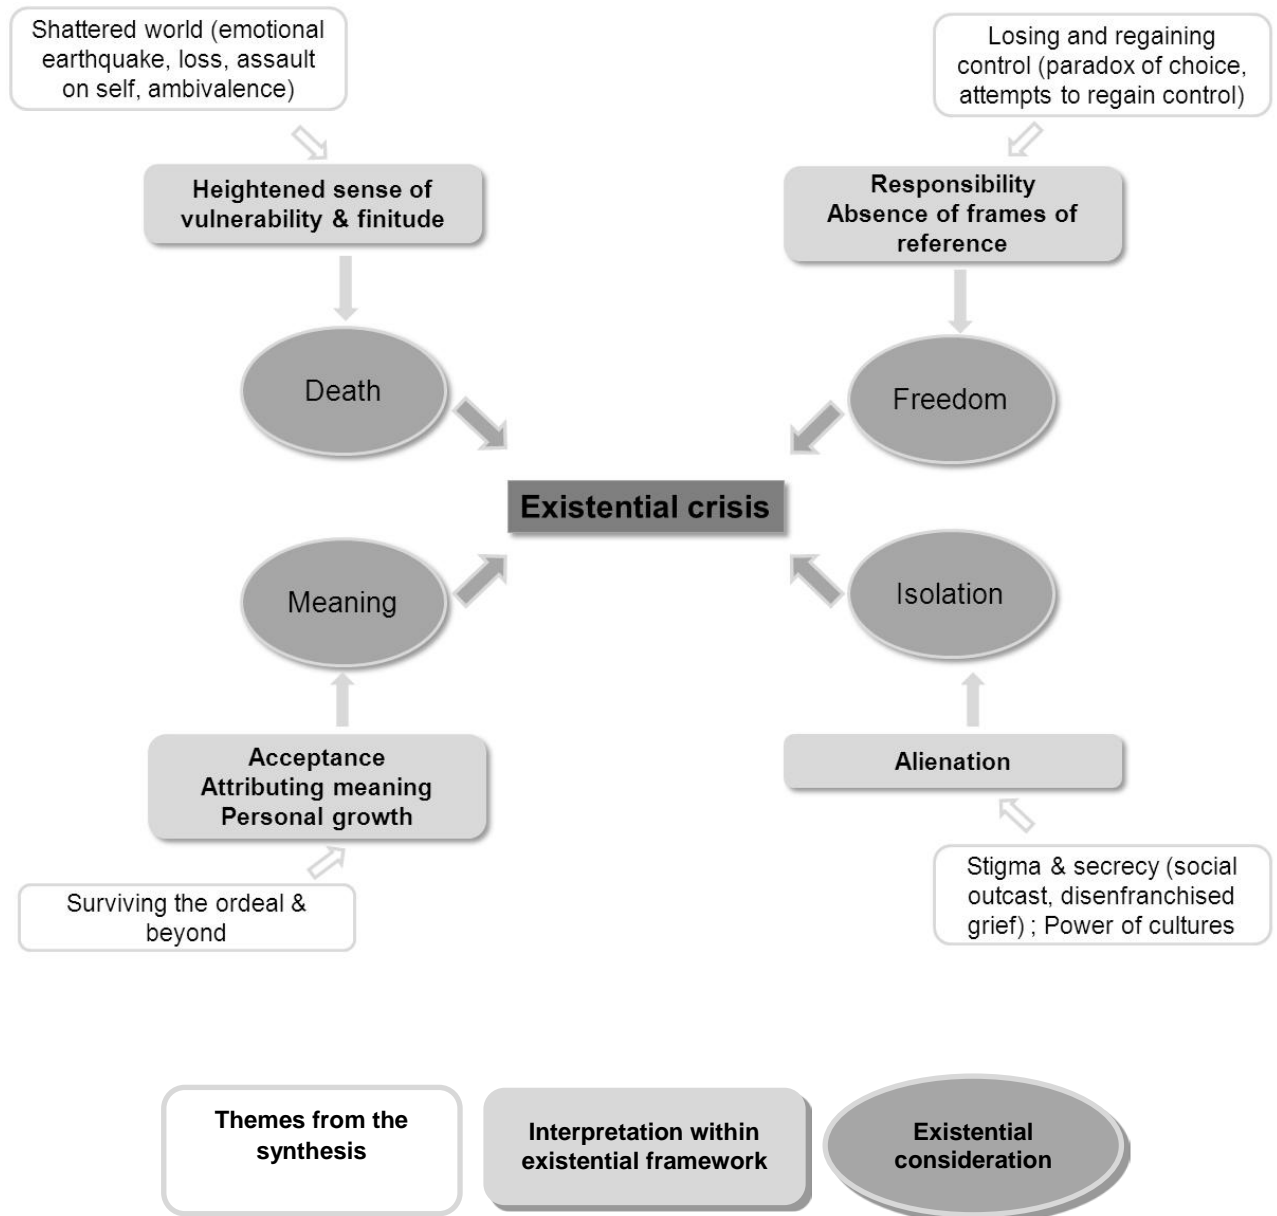 Shattered world (emotional
earthquake, loss, assault
on self, ambivalence)
Losing and regaining
control (paradox of choice,
attempts to regain control)
Heightened sense of
vulnerability & finitude
Responsibility
Absence of frames of
reference
Death
Freedom
Existential crisis
Meaning
Isolation
Acceptance
Attributing meaning
Personal growth
Alienation
Surviving the ordeal &
beyond
Stigma & secrecy (social
outcast, disenfranchised
grief) ; Power of cultures
Themes from the
synthesis
Interpretation within
existential framework
Existential
consideration